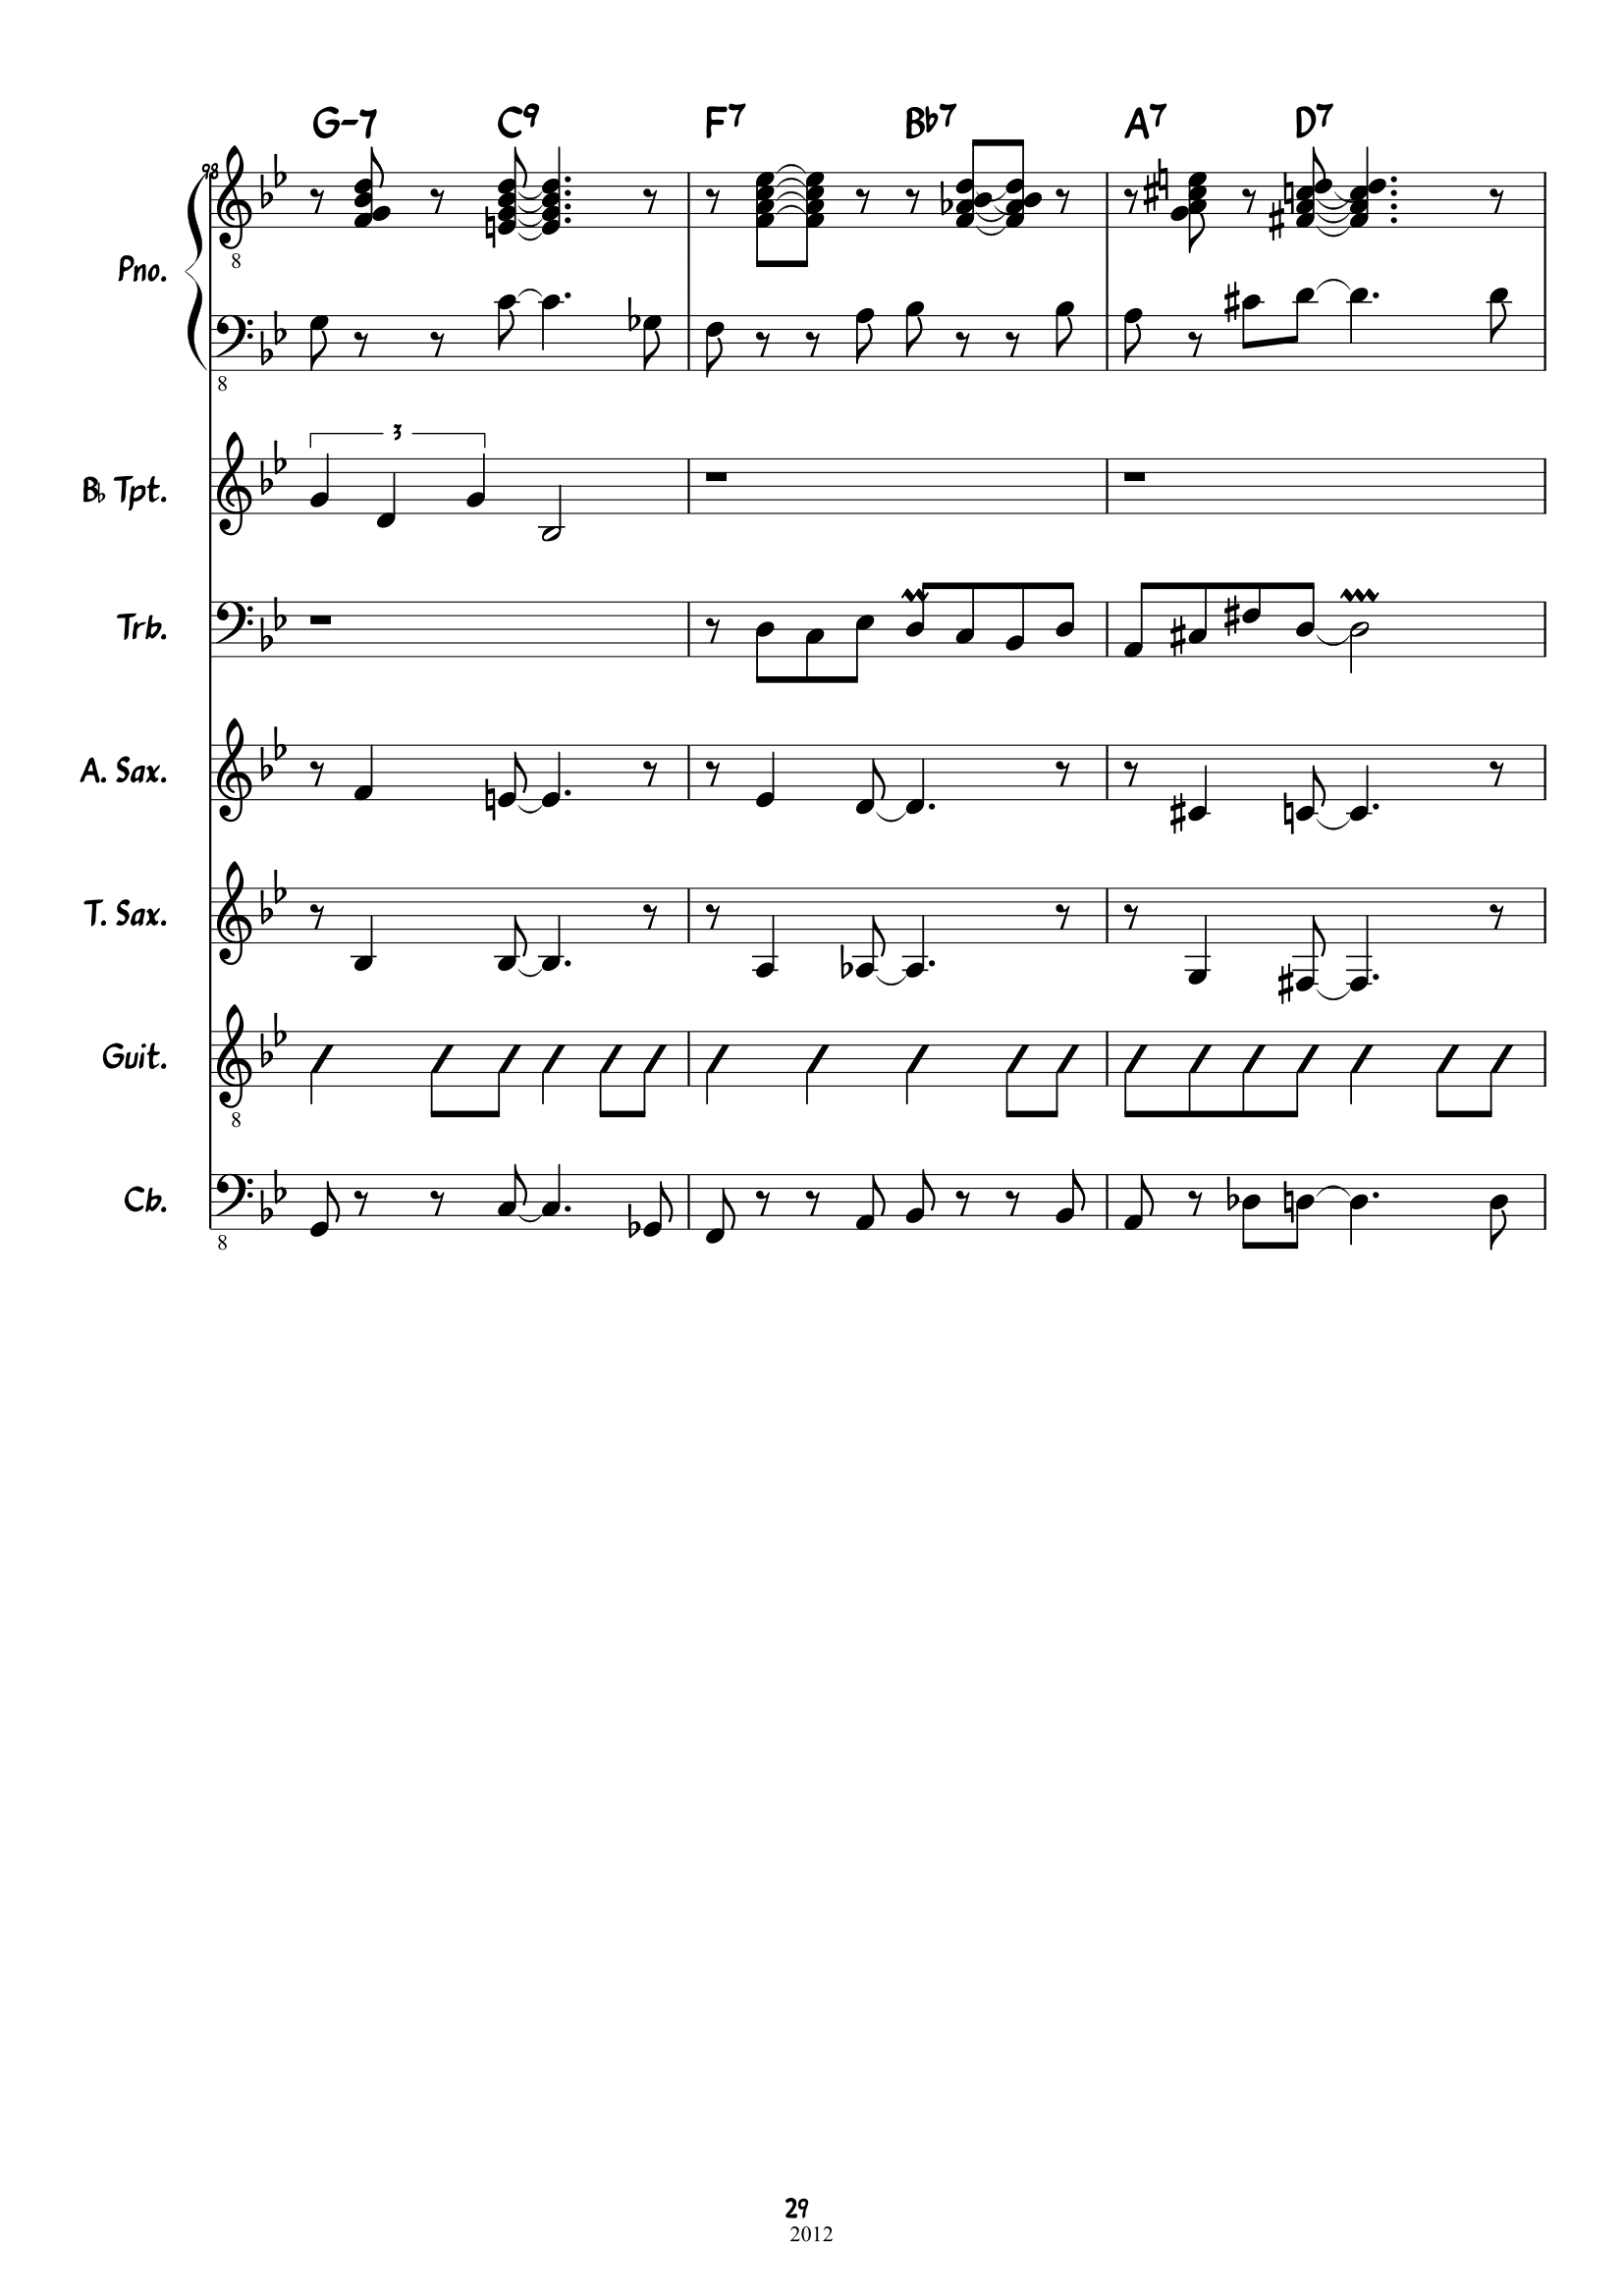 G-7 C9 F7 B♭7 A7 D7
98
8
Pno.
8
3
B♭ Tpt.
Trb.
A. Sax.
T. Sax.
Guit.
8
Cb.
8
29
2012